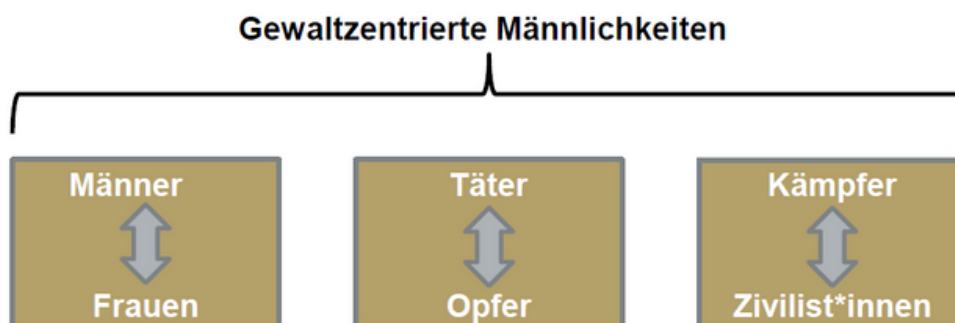 Gewaltzentrierte Männlichkeiten
Männer
Frauen
Täter
Opfer
Kämpfer
Zivilist*innen